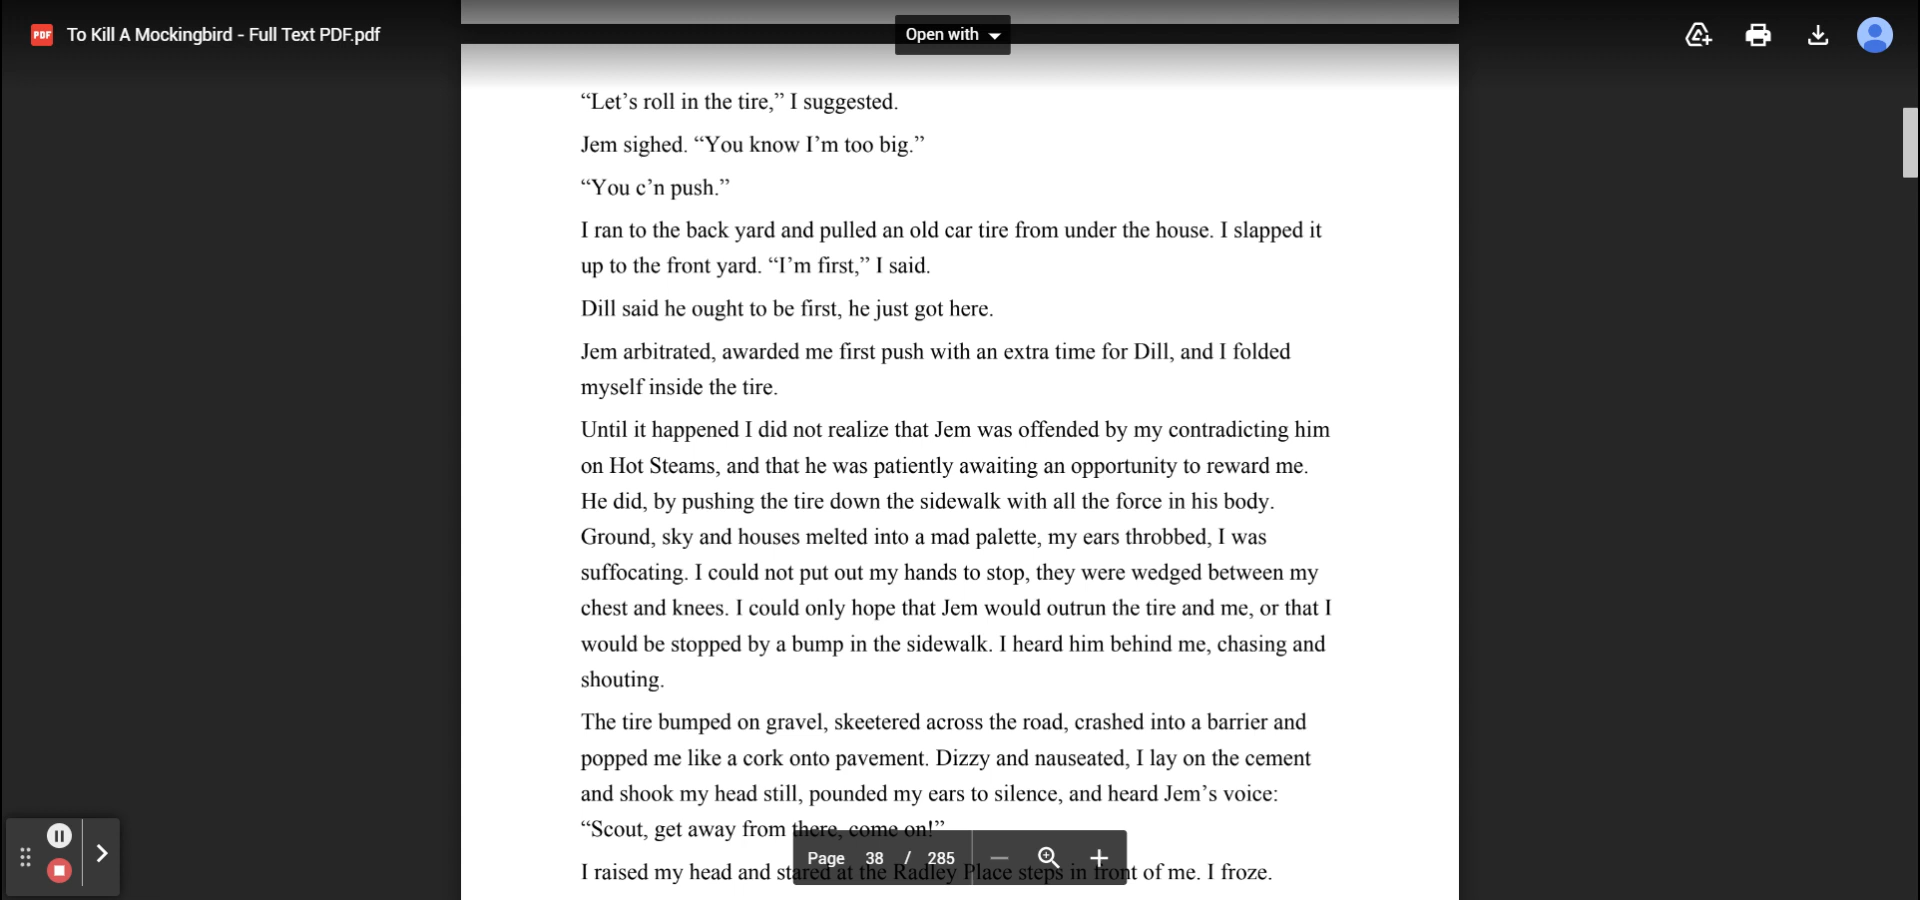 PDF To Kill A Mockingbird - Full Text PDF.pdf
Open with
“Let’s roll in the tire,” I suggested.
Jem sighed. “You know I’m too big.”
“You c’n push.”
I ran to the back yard and pulled an old car tire from under the house. I slapped it
up to the front yard. “I’m first,” I said.
Dill said he ought to be first, he just got here.
Jem arbitrated, awarded me first push with an extra time for Dill, and I folded
myself inside the tire.
Until it happened I did not realize that Jem was offended by my contradicting him
on Hot Steams, and that he was patiently awaiting an opportunity to reward me.
He did, by pushing the tire down the sidewalk with all the force in his body.
Ground, sky and houses melted into a mad palette, my ears throbbed, I was
suffocating. I could not put out my hands to stop, they were wedged between my
chest and knees. I could only hope that Jem would outrun the tire and me, or that I
would be stopped by a bump in the sidewalk. I heard him behind me, chasing and
shouting.
The tire bumped on gravel, skeetered across the road, crashed into a barrier and
popped me like a cork onto pavement. Dizzy and nauseated, I lay on the cement
and shook my head still, pounded my ears to silence, and heard Jem’s voice:
“Scout, get away from there, come on!”
Page 38 / 285
I raised my head and stared at the Radley Place steps in front of me. I froze.